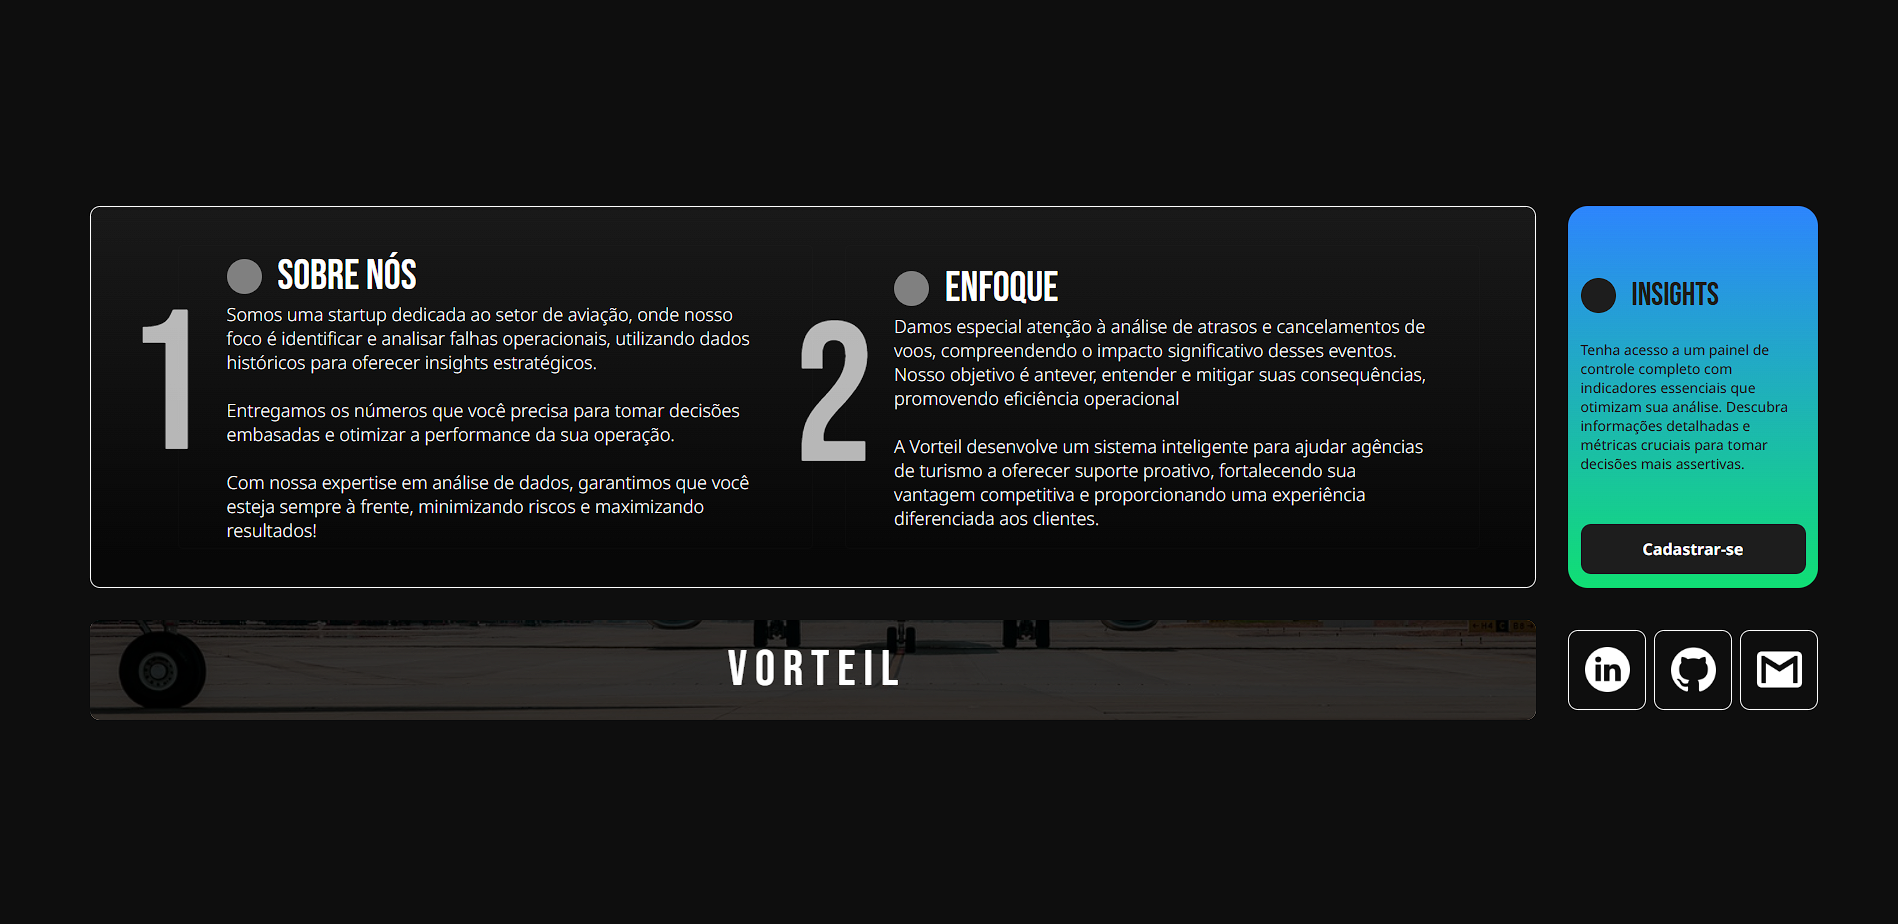 1
SOBRE NÓS
Somos uma startup dedicada ao setor de aviação, onde nosso
foco é identificar e analisar falhas operacionais, utilizando dados
históricos para oferecer insights estratégicos.
Entregamos os números que você precisa para tomar decisões
embasadas e otimizar a performance da sua operação.
Com nossa expertise em análise de dados, garantimos que você
esteja sempre à frente, minimizando riscos e maximizando
resultados!
2
ENFOQUE
Damos especial atenção à análise de atrasos e cancelamentos de
voos, compreendendo o impacto significativo desses eventos.
Nosso objetivo é antever, entender e mitigar suas consequências,
promovendo eficiência operacional
A Vorteil desenvolve um sistema inteligente para ajudar agências
de turismo a oferecer suporte proativo, fortalecendo sua
vantagem competitiva e proporcionando uma experiência
diferenciada aos clientes.
INSIGHTS
Tenha acesso a um painel de
controle completo com
indicadores essenciais que
otimizam sua análise. Descubra
informações detalhadas e
métricas cruciais para tomar
decisões mais assertivas.
Cadastrar-se
VORTEIL
in